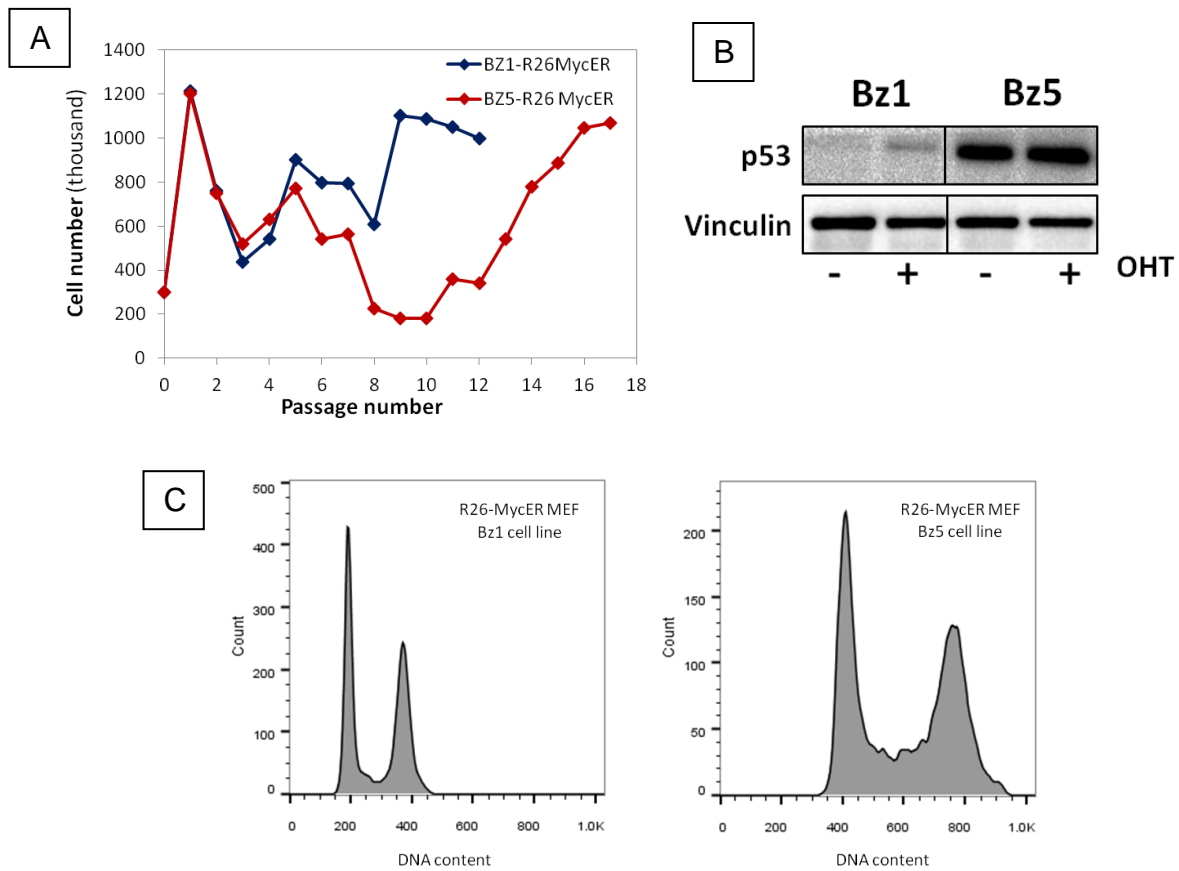 A
1400
1200
1000
800
600
400
200
0
Cell number (thousand)
BZ1-R26MycER
BZ5-R26 MycER
0 2 4 6 8 10 12 14 16 18
Passage number
B
Bz1 Bz5
p53
Vinculin
- + - + OHT
C
500
400
300
200
100
0
Count
R26-MycER MEF
Bz1 cell line
0 200 400 600 800 1.0K
DNA content
200
150
100
50
0
Count
R26-MycER MEF
Bz5 cell line
0 200 400 600 800 1.0K
DNA content